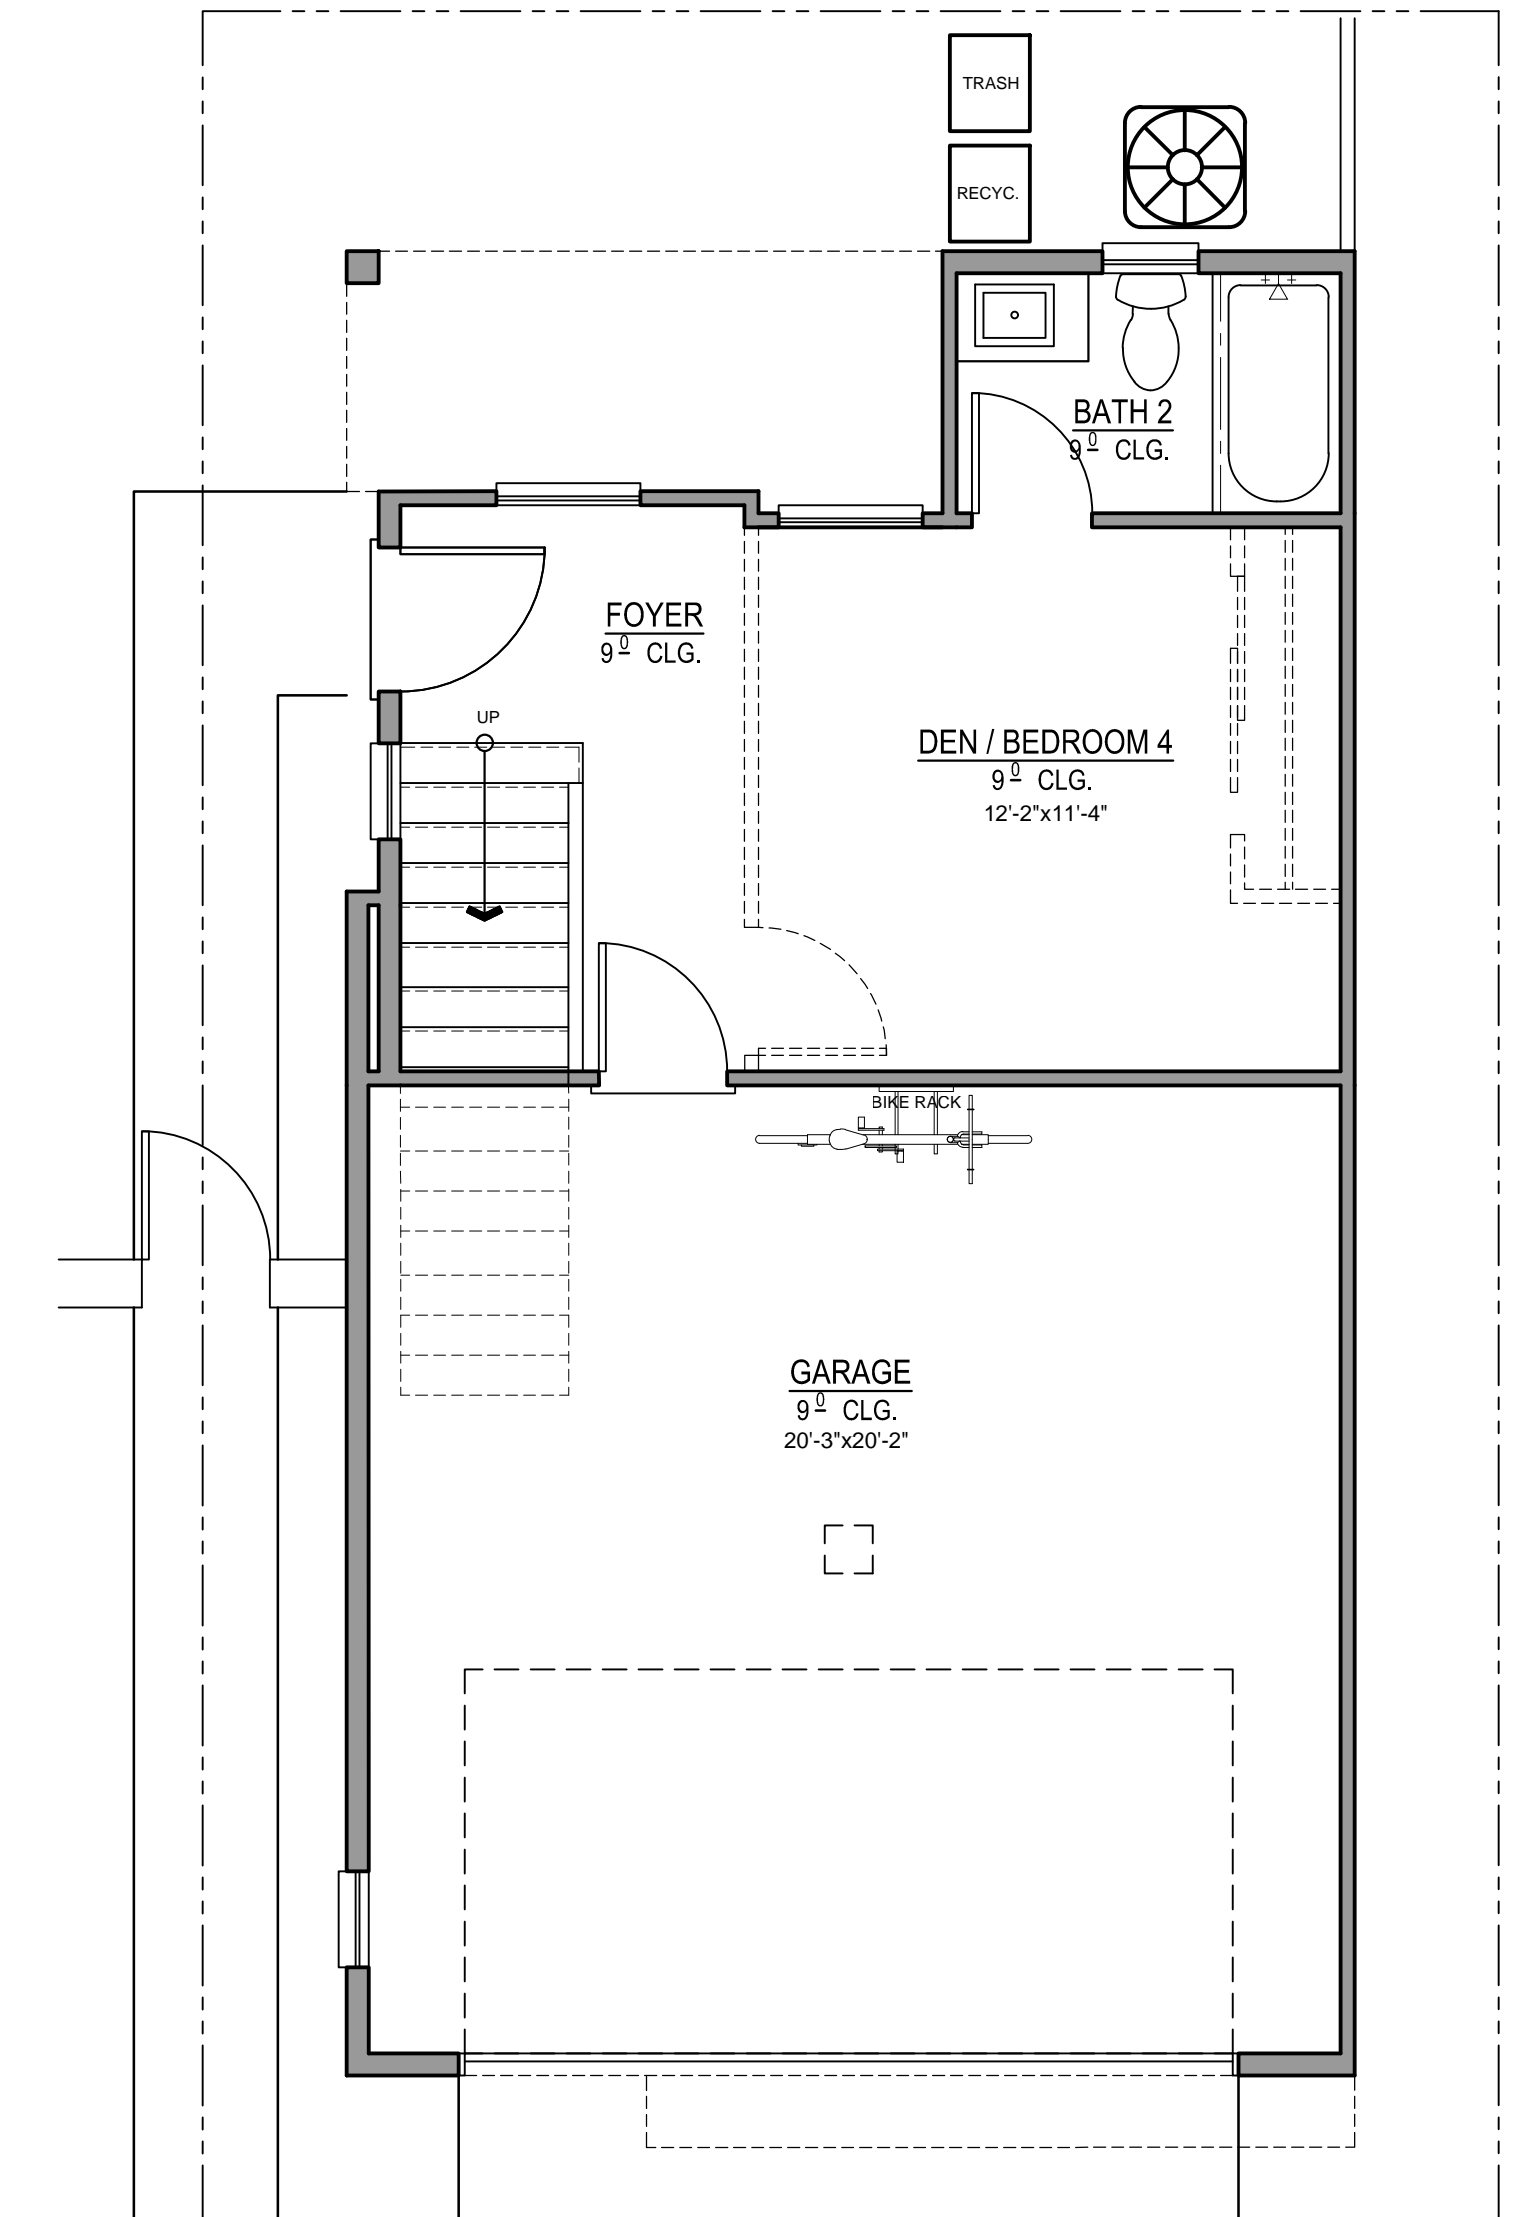 TRASH
RECYC.
BATH 2
9⁰ CLG.
FOYER
9⁰ CLG.
UP
DEN / BEDROOM 4
9⁰ CLG.
12'-2"x11'-4"
BIKE RACK
GARAGE
9⁰ CLG.
20'-3"x20'-2"